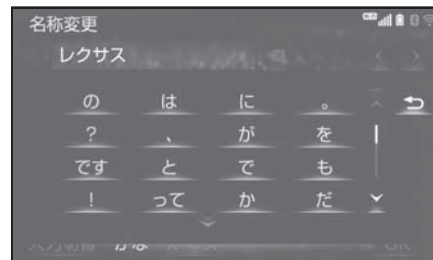 名称変更
レクサス
の は に 。
? 、 が を
です と で も
! って か だ
かな
OK